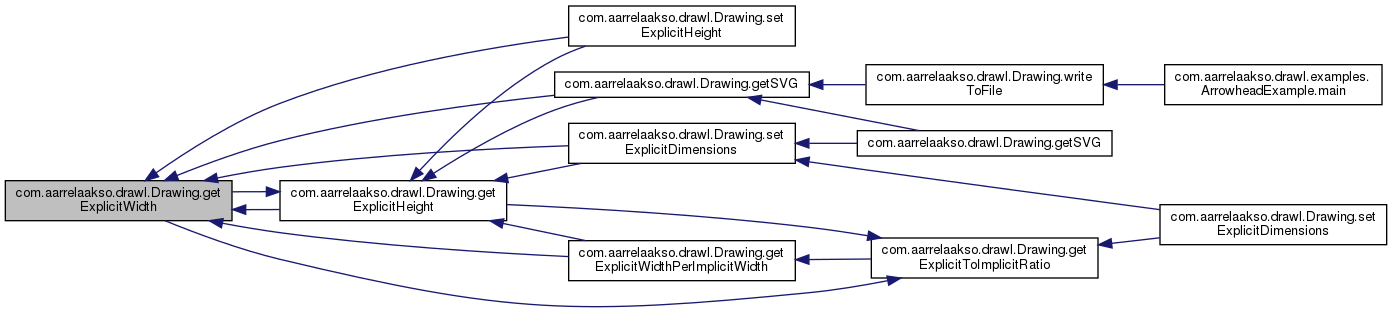 com.aarrelaakso.drawl.Drawing.get
ExplicitWidth
com.aarrelaakso.drawl.Drawing.get
ExplicitHeight
com.aarrelaakso.drawl.Drawing.set
ExplicitHeight
com.aarrelaakso.drawl.Drawing.getSVG
com.aarrelaakso.drawl.Drawing.set
ExplicitDimensions
com.aarrelaakso.drawl.Drawing.get
ExplicitWidthPerImplicitWidth
com.aarrelaakso.drawl.Drawing.write
ToFile
com.aarrelaakso.drawl.Drawing.getSVG
com.aarrelaakso.drawl.Drawing.get
ExplicitToImplicitRatio
com.aarrelaakso.drawl.examples.
ArrowheadExample.main
com.aarrelaakso.drawl.Drawing.set
ExplicitDimensions